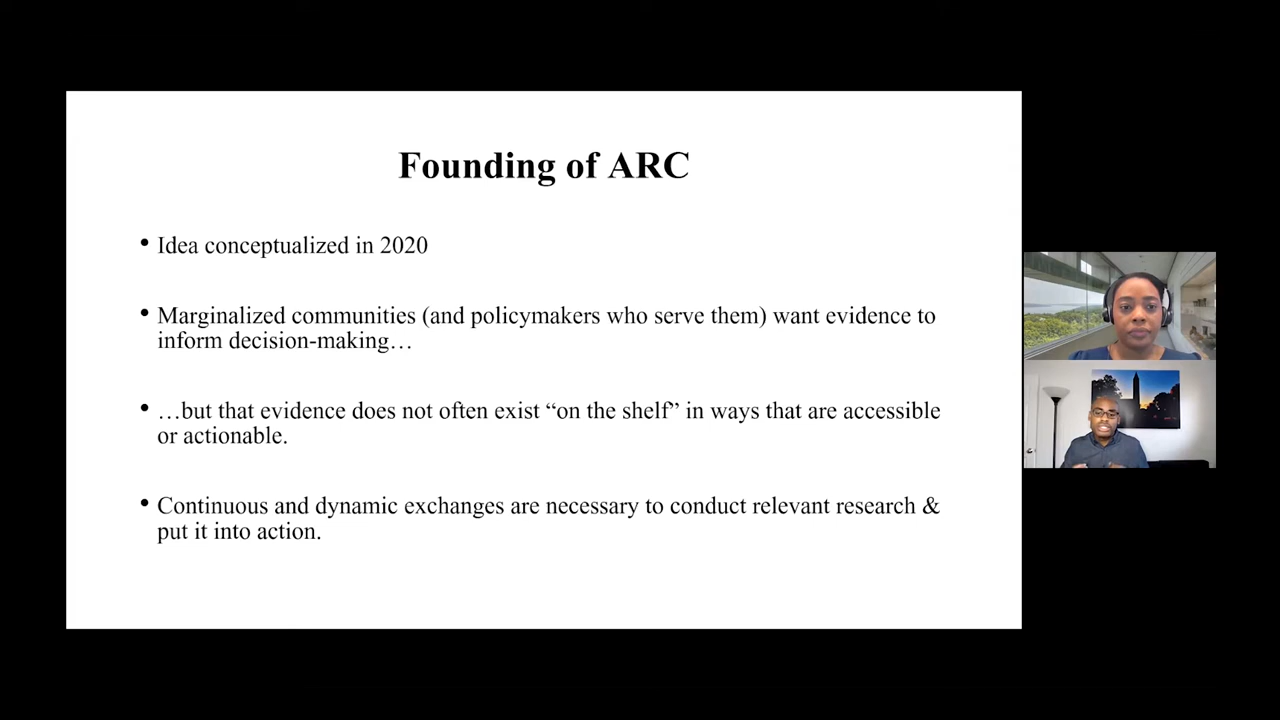 Founding of ARC
• Idea conceptualized in 2020
• Marginalized communities (and policymakers who serve them) want evidence to
inform decision-making…
• …but that evidence does not often exist “on the shelf” in ways that are accessible
or actionable.
• Continuous and dynamic exchanges are necessary to conduct relevant research &
put it into action.